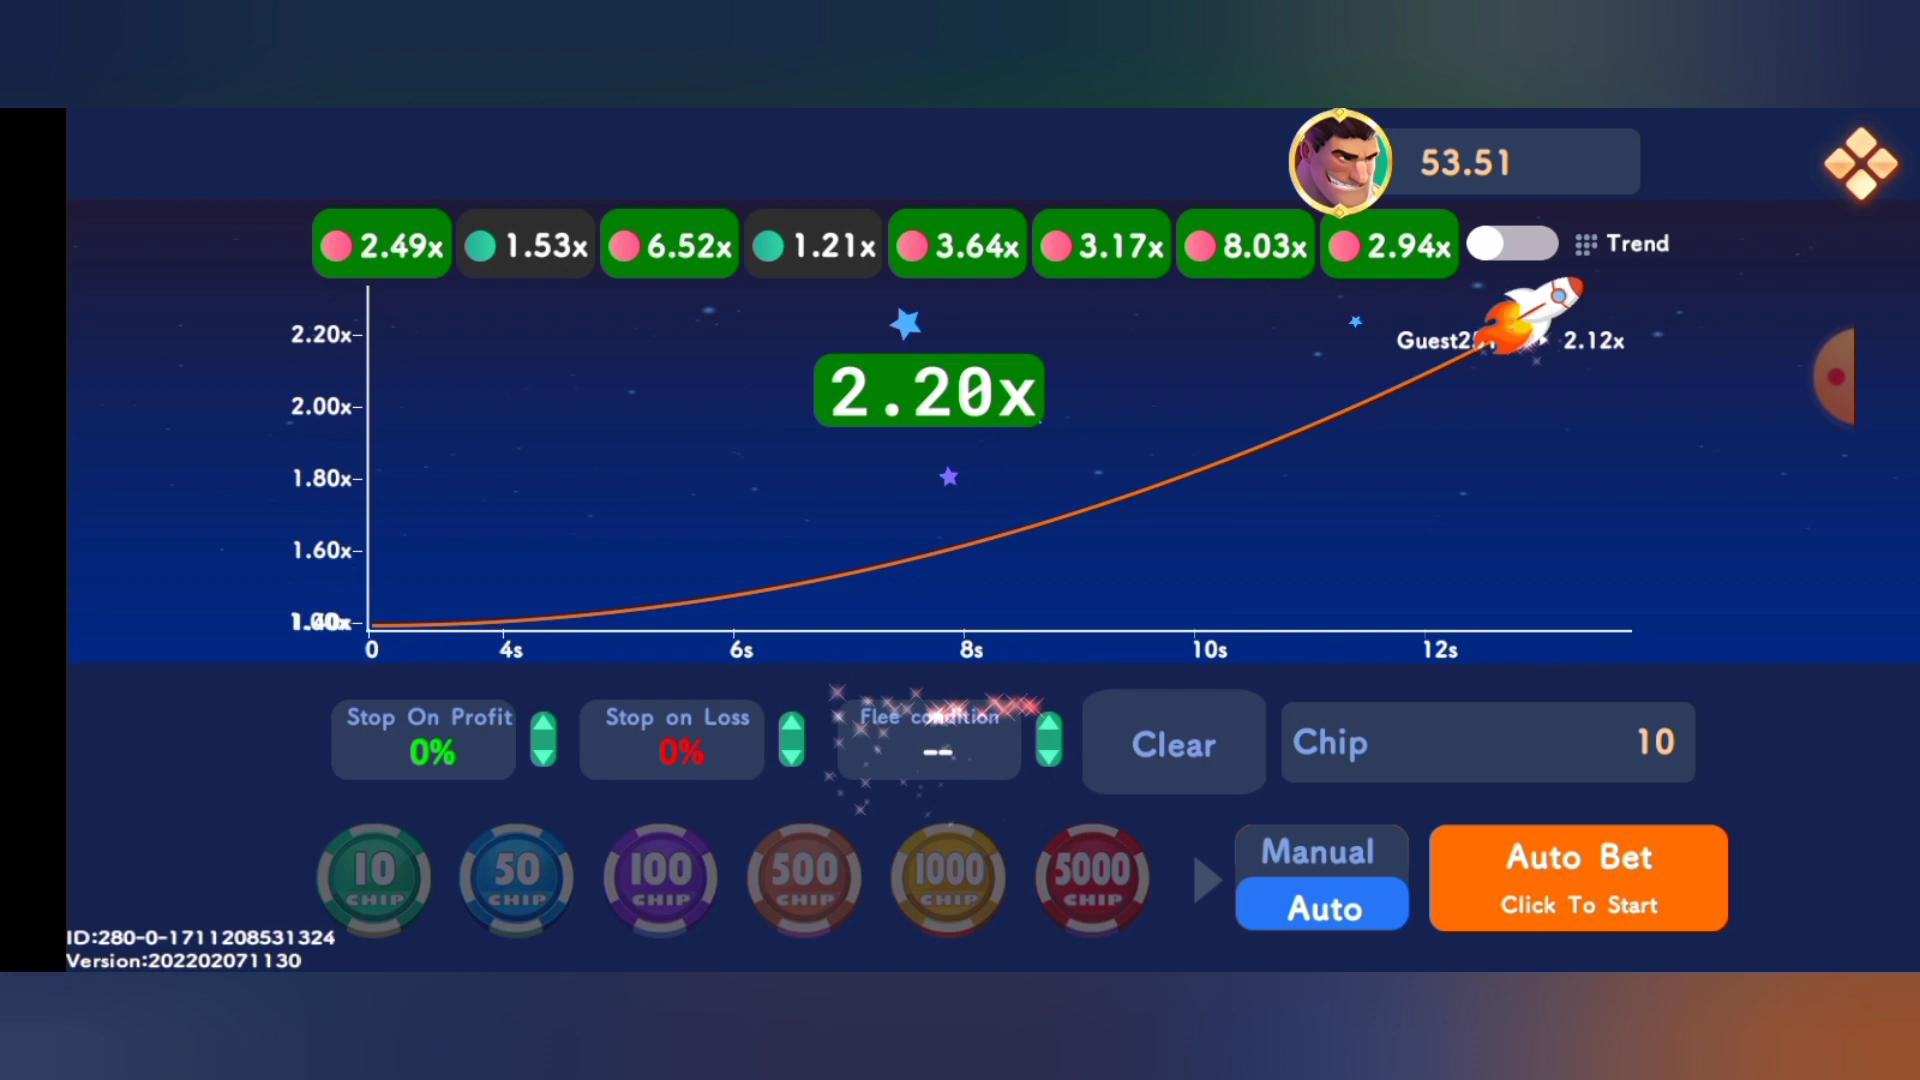 53.51
2.49x 1.53x 6.52x 1.21x 3.64x 3.17x 8.03x 2.94x Trend
2.20x
2.12x
2.20x
2.00x
1.80x
1.60x
0 4s 6s 8s 10s 12s
Stop On Profit
0%
Stop on Loss
0%
Flee condition
--
Clear
Chip 10
10 CHIP
50 CHIP
100 CHIP
500 CHIP
1000 CHIP
5000 CHIP
Manual
Auto
Auto Bet
Click To Start
ID:280-0-1711208531324
Version:202202071130